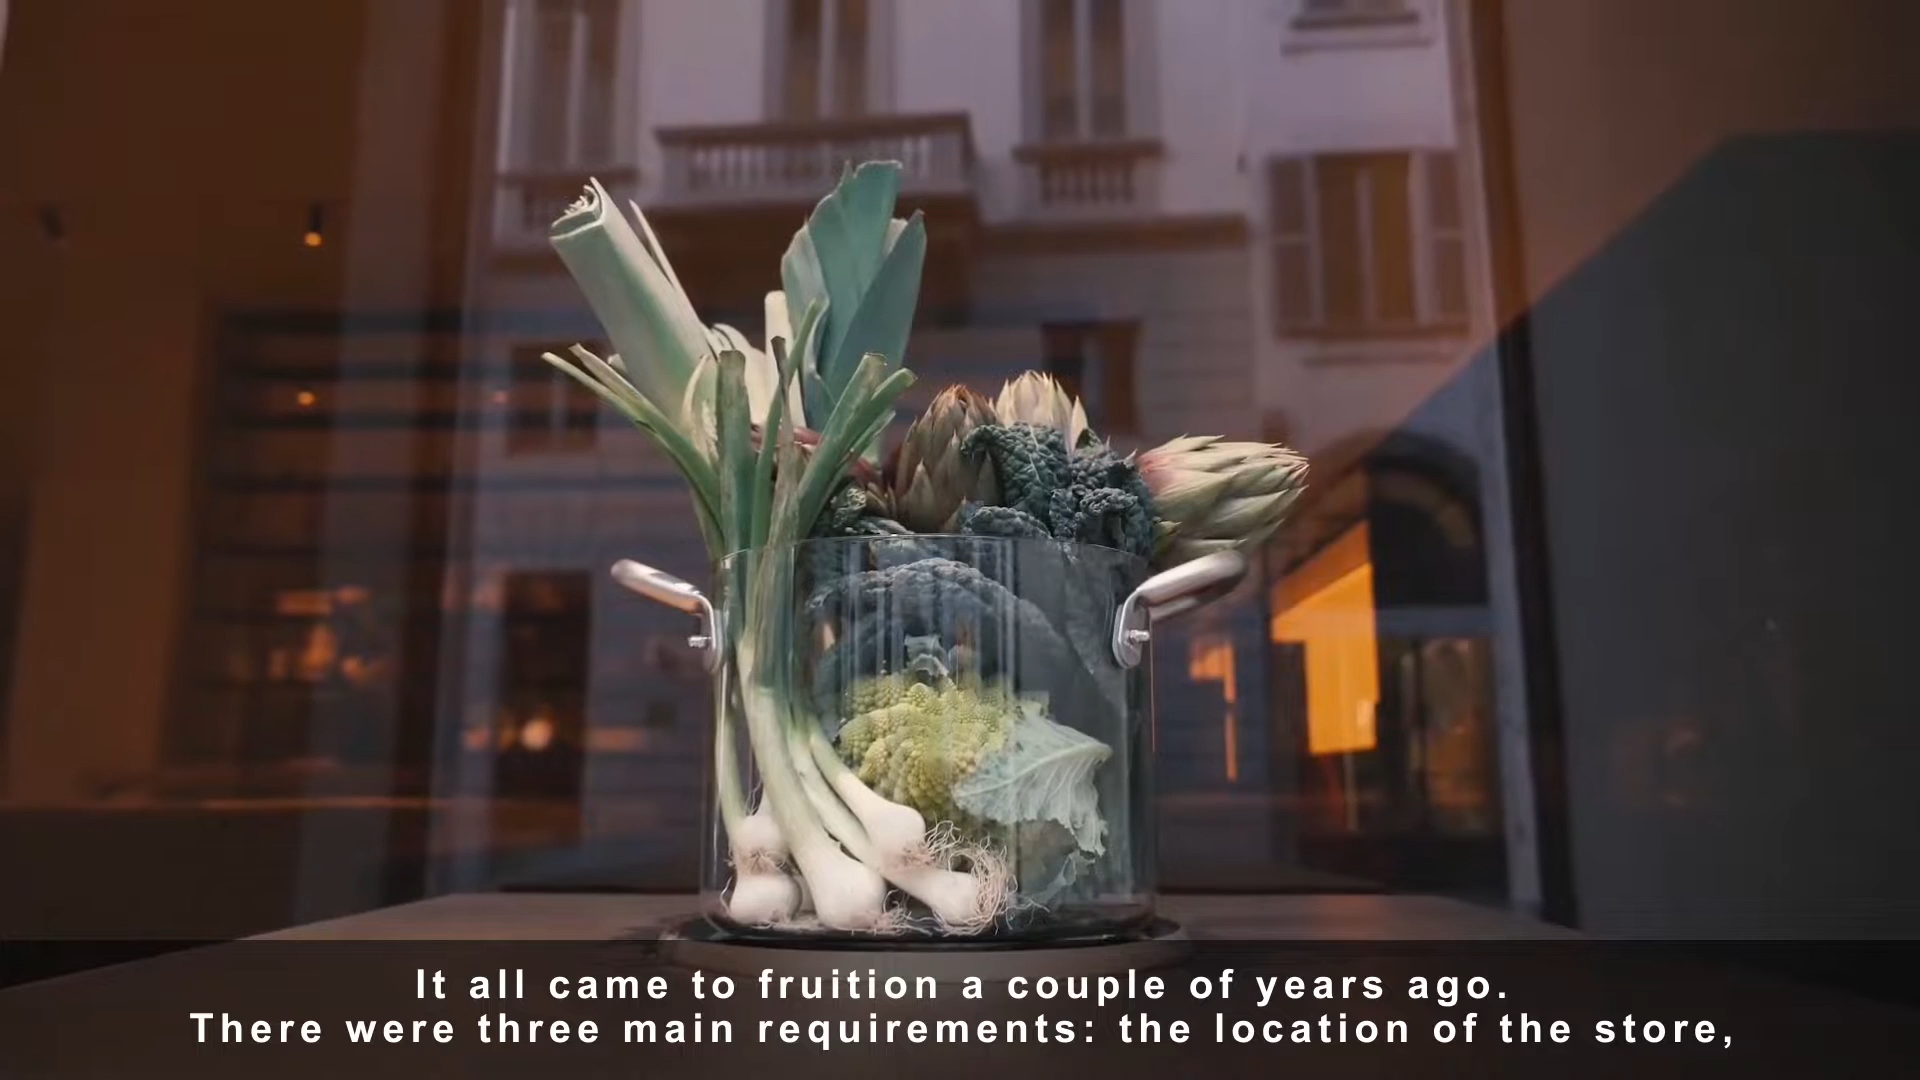 It all came to fruition a couple of years ago.
There were three main requirements: the location of the store,